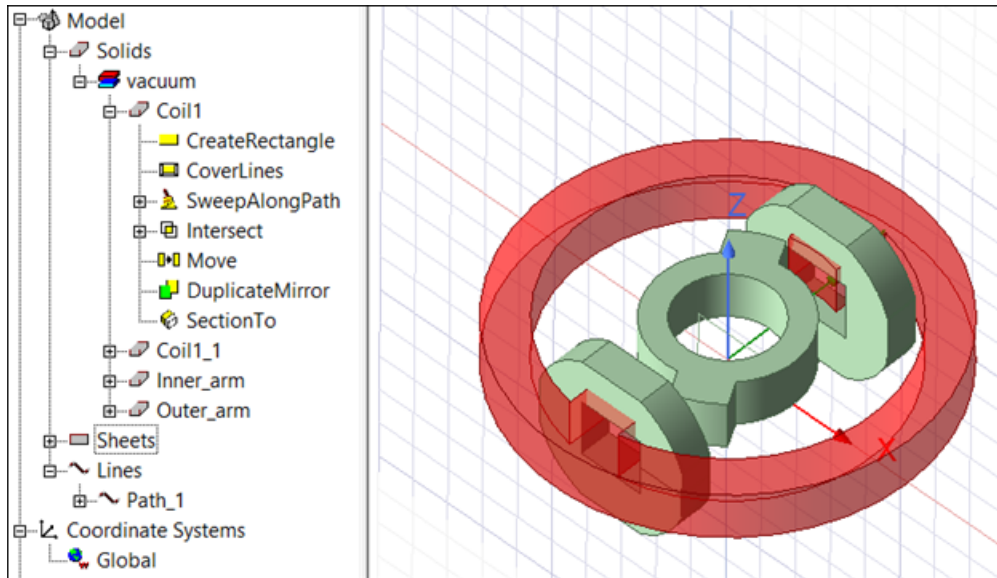 Model
Solids
vacuum
Coil1
CreateRectangle
CoverLines
SweepAlongPath
Intersect
Move
DuplicateMirror
SectionTo
Coil1_1
Inner_arm
Outer_arm
Sheets
Lines
Path_1
Coordinate Systems
Global
Z
X